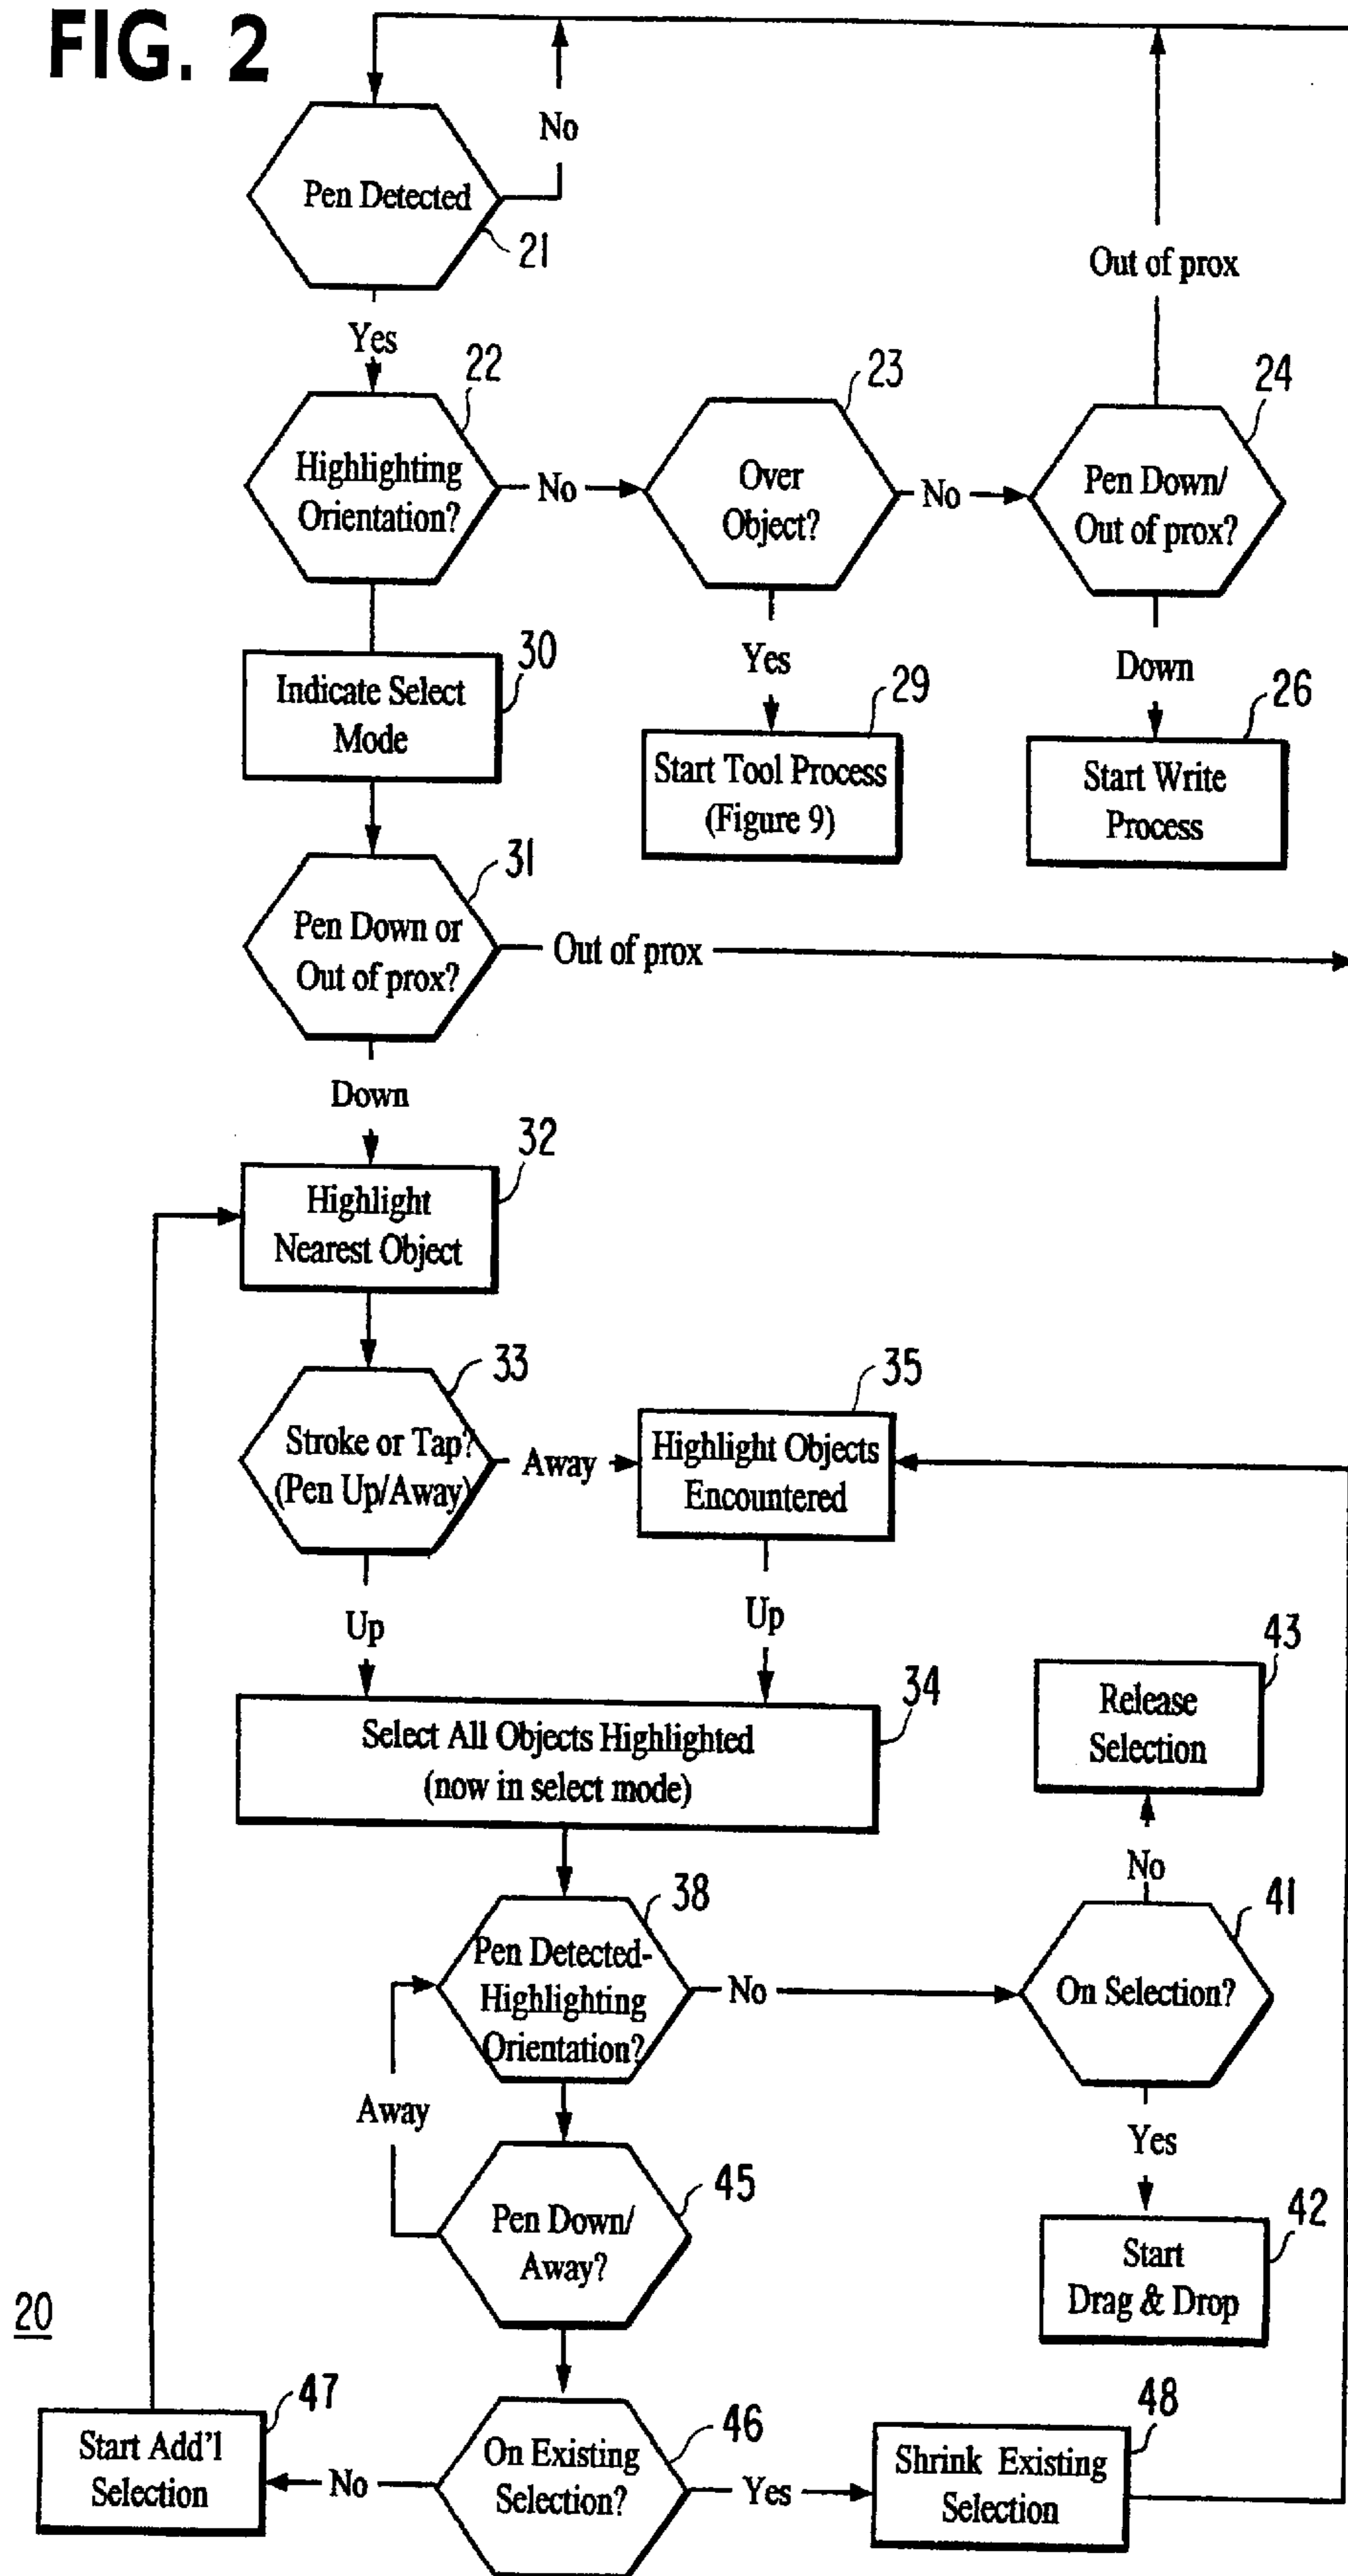 FIG. 2
No
Pen Detected
21
Out of prox
Yes
22
23
24
Highlighting
Orientation?
No
Over
Object?
No
Pen Down/
Out of prox?
30
Indicate Select
Mode
Yes
29
Down
26
Start Tool Process
(Figure 9)
Start Write
Process
31
Pen Down or
Out of prox?
Out of prox
Down
32
Highlight
Nearest Object
33
35
Stroke or Tap?
(Pen Up/Away)
Away
Highlight Objects
Encountered
Up
Up
43
34
Release
Selection
Select All Objects Highlighted
(now in select mode)
No
38
41
Pen Detected-
Highlighting
Orientation?
No
On Selection?
Away
Yes
45
42
Pen Down/
Away?
Start
Drag & Drop
20
47
46
48
Start Add'l
Selection
No
On Existing
Selection?
Yes
Shrink Existing
Selection